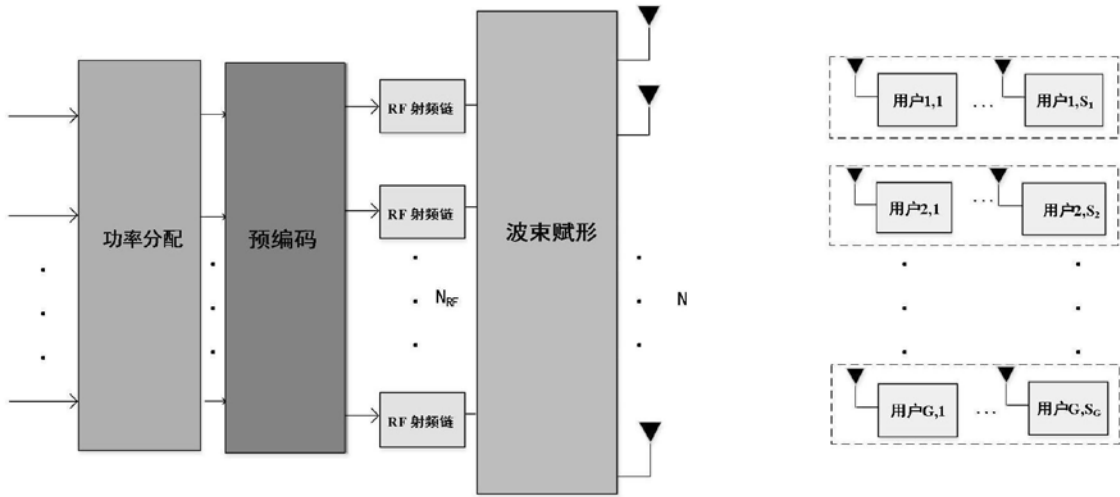 功率分配
预编码
RF 射频链
RF 射频链
N_RF
RF 射频链
波束赋形
N
用户1,1 ... 用户1,S₁
用户2,1 ... 用户2,S₂
用户G,1 ... 用户G,S_G